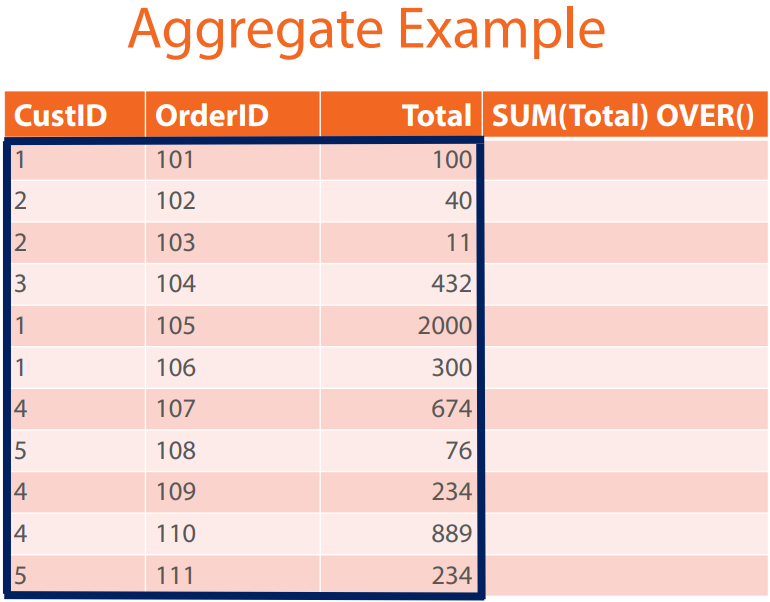 Aggregate Example
CustID OrderID Total SUM(Total) OVER()
1 101 100
2 102 40
2 103 11
3 104 432
1 105 2000
1 106 300
4 107 674
5 108 76
4 109 234
4 110 889
5 111 234